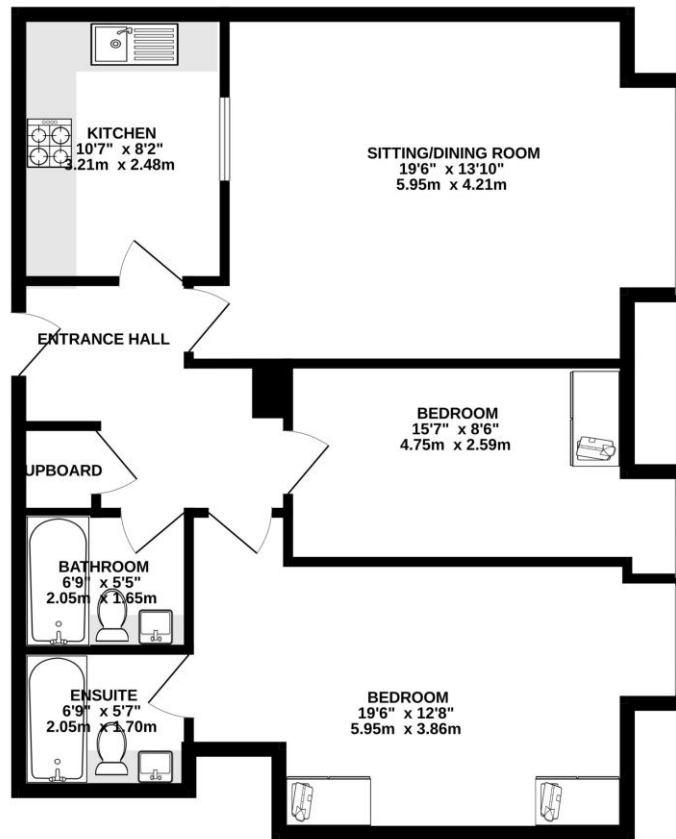 KITCHEN
10'7" x 8'2"
3.21m x 2.48m
SITTING/DINING ROOM
19'6" x 13'10"
5.95m x 4.21m
ENTRANCE HALL
BEDROOM
15'7" x 8'6"
4.75m x 2.59m
UPBOARD
BATHROOM
6'9" x 5'5"
2.05m x 1.65m
ENSUITE
6'9" x 5'7"
2.05m x 1.70m
BEDROOM
19'6" x 12'8"
5.95m x 3.86m